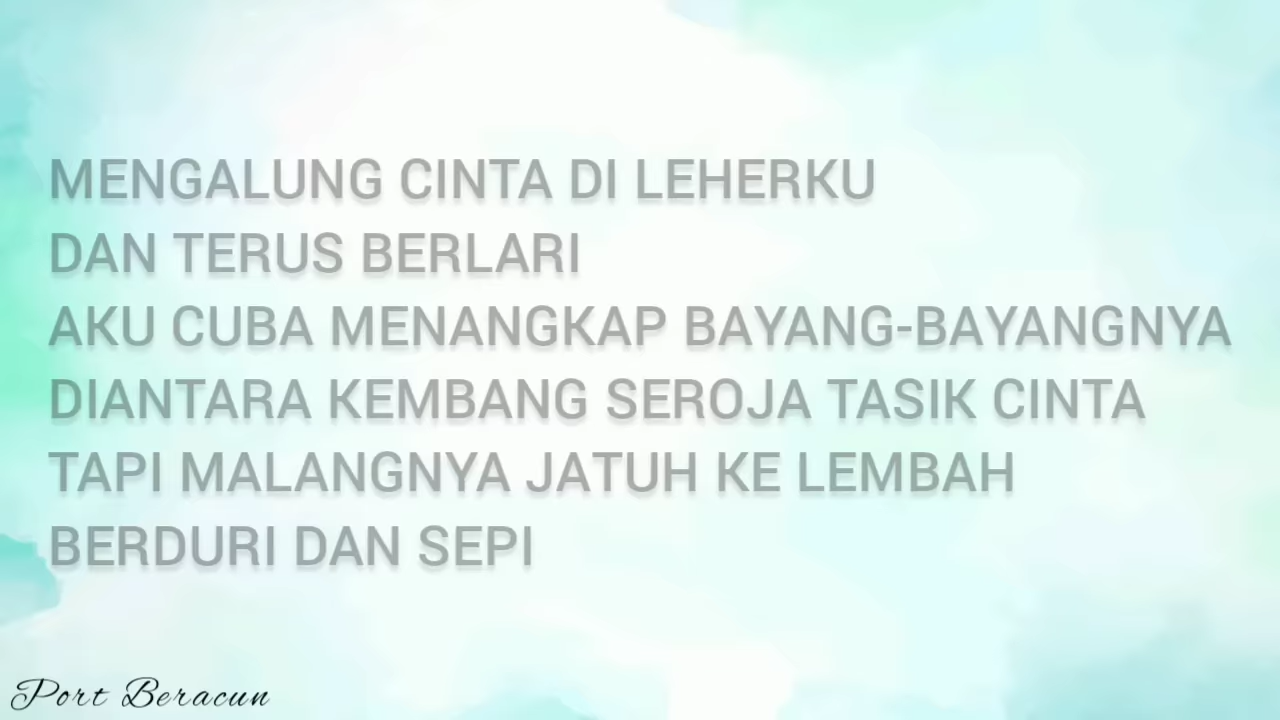 MENGALUNG CINTA DI LEHERKU
DAN TERUS BERLARI
AKU CUBA MENANGKAP BAYANG-BAYANGNYA
DIANTARA KEMBANG SEROJA TASIK CINTA
TAPI MALANGNYA JATUH KE LEMBAH
BERDURI DAN SEPI
Port Beracun